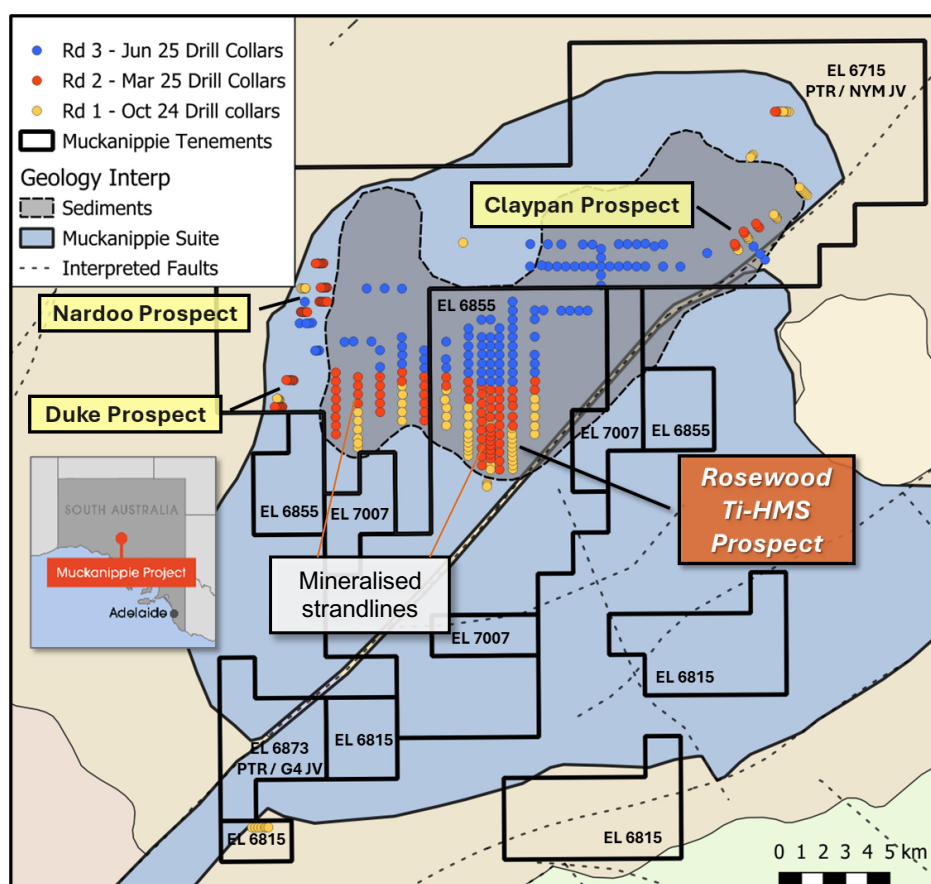 Rd 3 - Jun 25 Drill Collars
Rd 2 - Mar 25 Drill Collars
Rd 1 - Oct 24 Drill collars
Muckanippie Tenements
Geology Interp
Sediments
Muckanippie Suite
Interpreted Faults
EL 6715
PTR / NYM JV
Claypan Prospect
Nardoo Prospect
EL 6855
Duke Prospect
EL 7007
EL 6855
Rosewood
Ti-HMS
Prospect
EL 6855
EL 7007
SOUTH AUSTRALIA
Muckanippie Project
Adelaide
Mineralised
strandlines
EL 7007
EL 6815
EL 6873
PTR / G4 JV
EL 6815
EL 6815
EL 6815
0 1 2 3 4 5 km